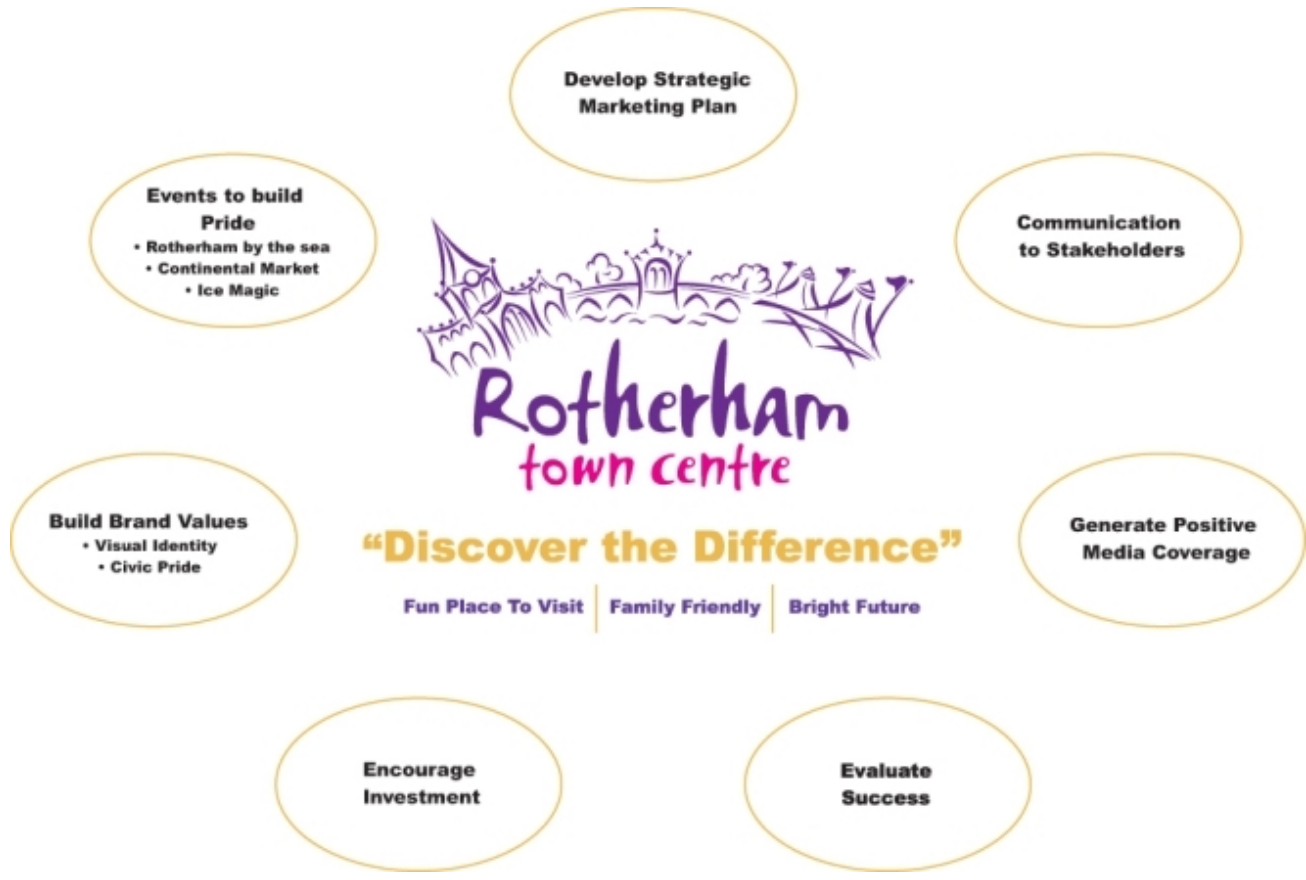 Develop Strategic
Marketing Plan
Events to build
Pride
• Rotherham by the sea
• Continental Market
• Ice Magic
Communication
to Stakeholders
Rotherham
town centre
Build Brand Values
• Visual Identity
• Civic Pride
“Discover the Difference”
Fun Place To Visit
Family Friendly
Bright Future
Generate Positive
Media Coverage
Encourage
Investment
Evaluate
Success